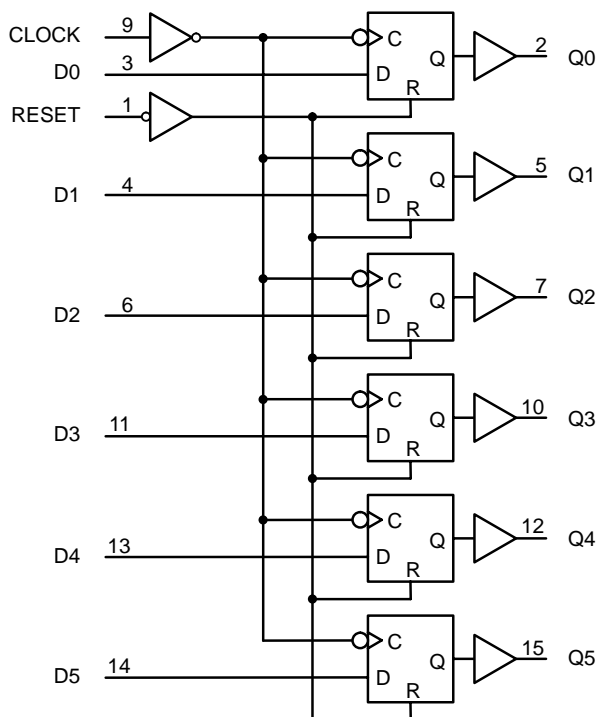 CLOCK 9 C Q 2 Q0
D0 3 D
R
RESET 1
C Q 5 Q1
D1 4 D
R
C Q 7 Q2
D2 6 D
R
C Q 10 Q3
D3 11 D
R
C Q 12 Q4
D4 13 D
R
C Q 15 Q5
D5 14 D
R